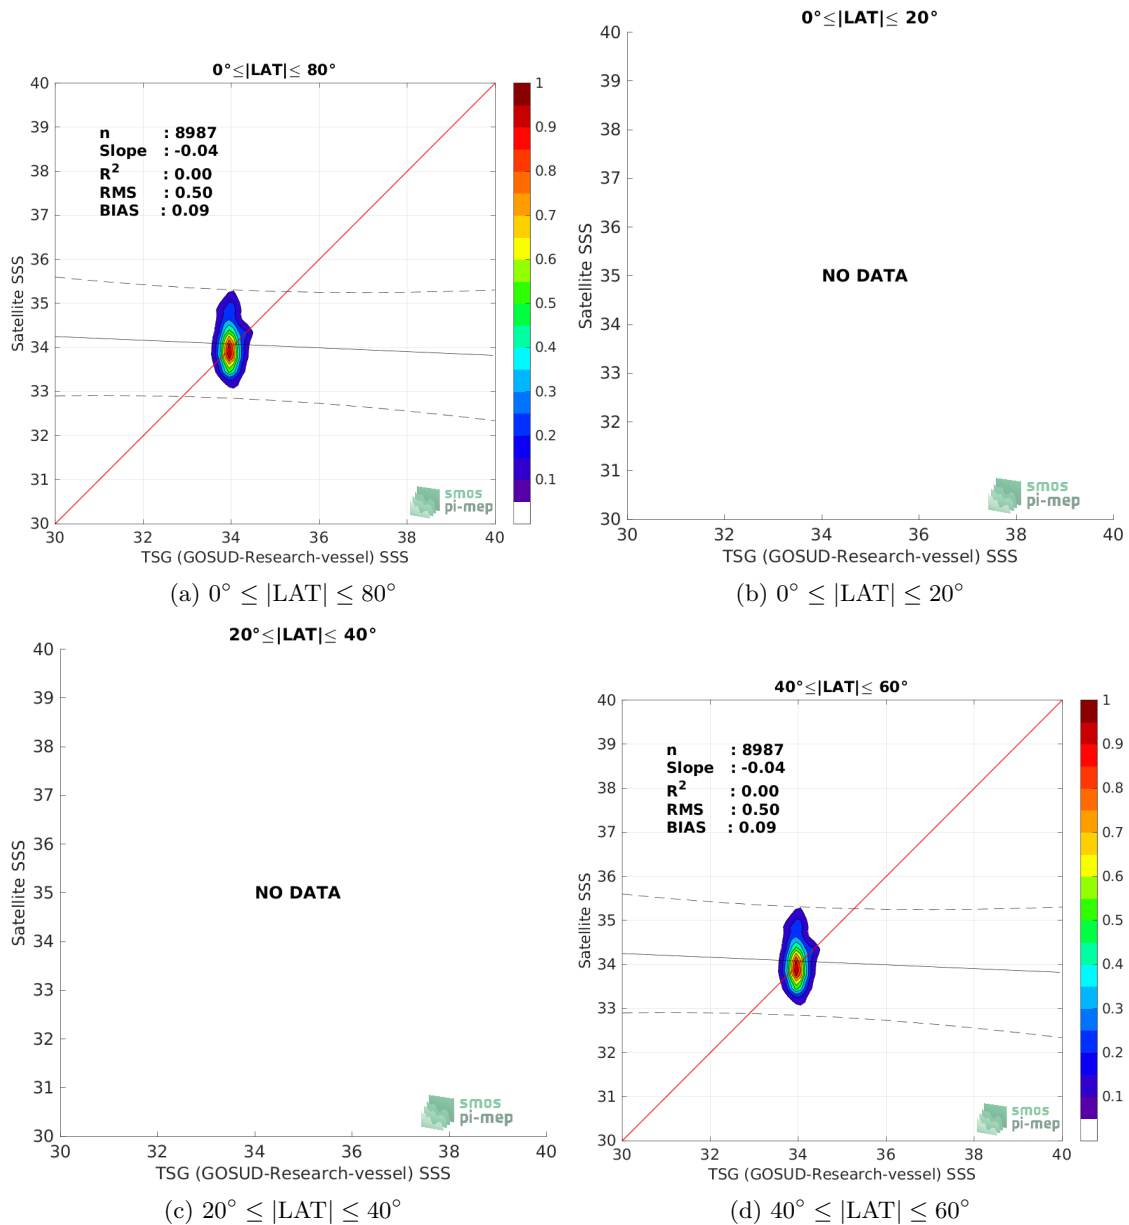 0°≤|LAT|≤ 80°
40
39
38
37
36
35
34
33
32
31
30
Satellite SSS
n : 8987
Slope : -0.04
R² : 0.00
RMS : 0.50
BIAS : 0.09
smos
pi-mep
30 32 34 36 38 40
TSG (GOSUD-Research-vessel) SSS
1
0.9
0.8
0.7
0.6
0.5
0.4
0.3
0.2
0.1
(a) 0° ≤ |LAT| ≤ 80°
0°≤|LAT|≤ 20°
40
39
38
37
36
35
34
33
32
31
30
Satellite SSS
NO DATA
smos
pi-mep
30 32 34 36 38 40
TSG (GOSUD-Research-vessel) SSS
(b) 0° ≤ |LAT| ≤ 20°
20°≤|LAT|≤ 40°
40
39
38
37
36
35
34
33
32
31
30
Satellite SSS
NO DATA
smos
pi-mep
30 32 34 36 38 40
TSG (GOSUD-Research-vessel) SSS
(c) 20° ≤ |LAT| ≤ 40°
40°≤|LAT|≤ 60°
40
39
38
37
36
35
34
33
32
31
30
Satellite SSS
n : 8987
Slope : -0.04
R² : 0.00
RMS : 0.50
BIAS : 0.09
smos
pi-mep
30 32 34 36 38 40
TSG (GOSUD-Research-vessel) SSS
1
0.9
0.8
0.7
0.6
0.5
0.4
0.3
0.2
0.1
(d) 40° ≤ |LAT| ≤ 60°